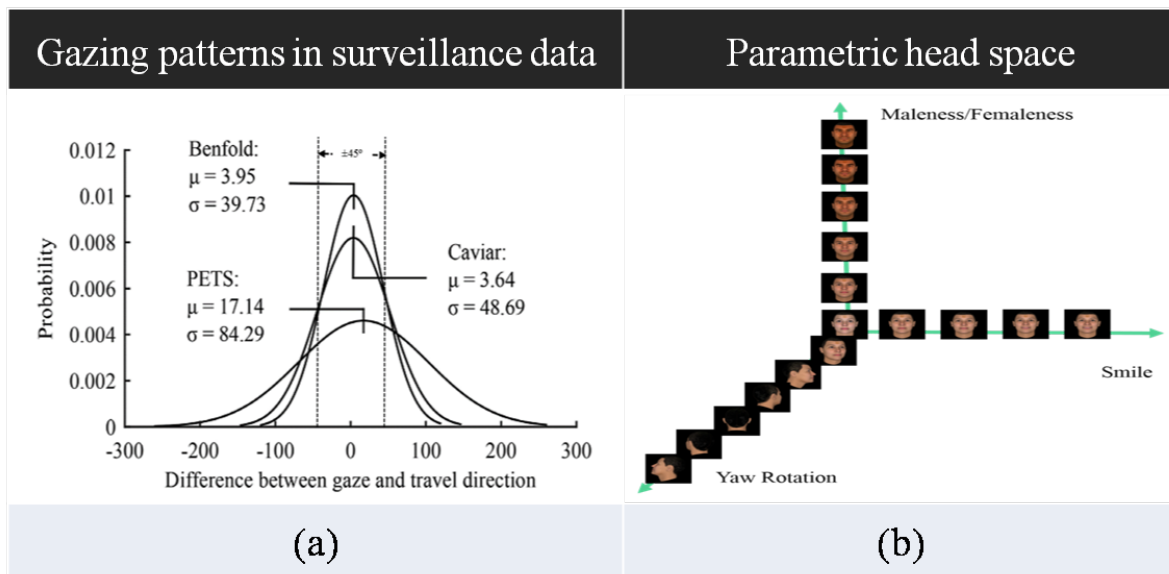 Gazing patterns in surveillance data
Parametric head space
0.012
0.01
0.008
0.006
0.004
0.002
0
Probability
Benfold:
μ = 3.95
σ = 39.73
±45°
PETS:
μ = 17.14
σ = 84.29
Caviar:
μ = 3.64
σ = 48.69
-300
-200
-100
0
100
200
300
Difference between gaze and travel direction
Maleness/Femaleness
Smile
Yaw Rotation
(a)
(b)